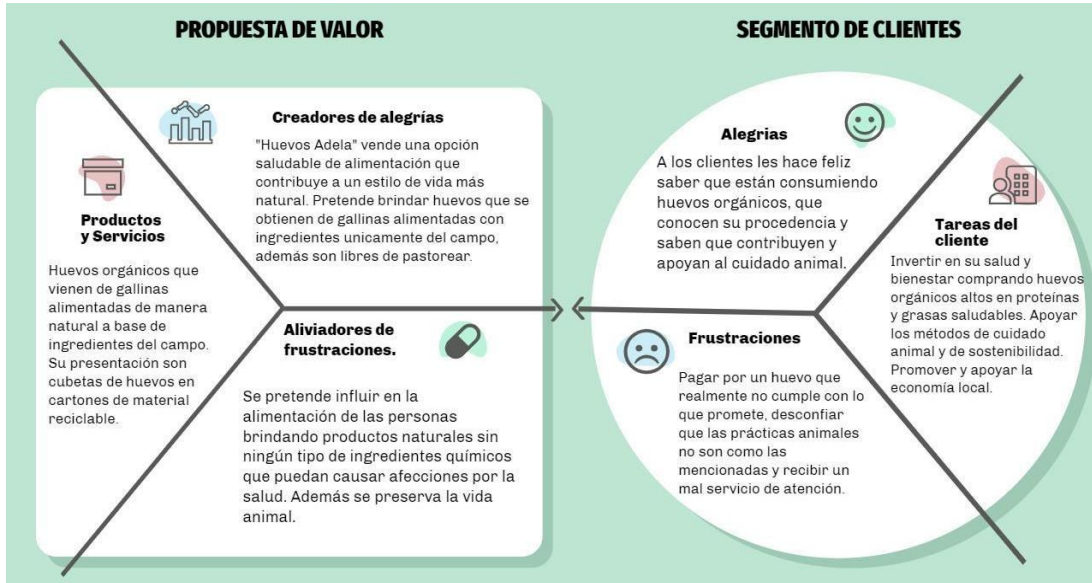 PROPUESTA DE VALOR
Creadores de alegrías
"Huevos Adela" vende una opción
saludable de alimentación que
contribuye a un estilo de vida más
natural. Pretende brindar huevos que se
obtienen de gallinas alimentadas con
ingredientes unicamente del campo,
además son libres de pastorear.
Productos
y Servicios
Huevos orgánicos que
vienen de gallinas
alimentadas de manera
natural a base de
ingredientes del campo.
Su presentación son
cubetas de huevos en
cartones de material
reciclable.
Aliviadores de
frustraciones.
Se pretende influir en la
alimentación de las personas
brindando productos naturales sin
ningún tipo de ingredientes químicos
que puedan causar afecciones por la
salud. Además se preserva la vida
animal.
SEGMENTO DE CLIENTES
Alegrias
A los clientes les hace feliz
saber que están consumiendo
huevos orgánicos, que
conocen su procedencia y
saben que contribuyen y
apoyan al cuidado animal.
Tareas del
cliente
Invertir en su salud y
bienestar comprando huevos
orgánicos altos en proteínas
y grasas saludables. Apoyar
los métodos de cuidado
animal y de sostenibilidad.
Promover y apoyar la
economía local.
Frustraciones
Pagar por un huevo que
realmente no cumple con lo
que promete, desconfiar
que las prácticas animales
no son como las
mencionadas y recibir un
mal servicio de atención.